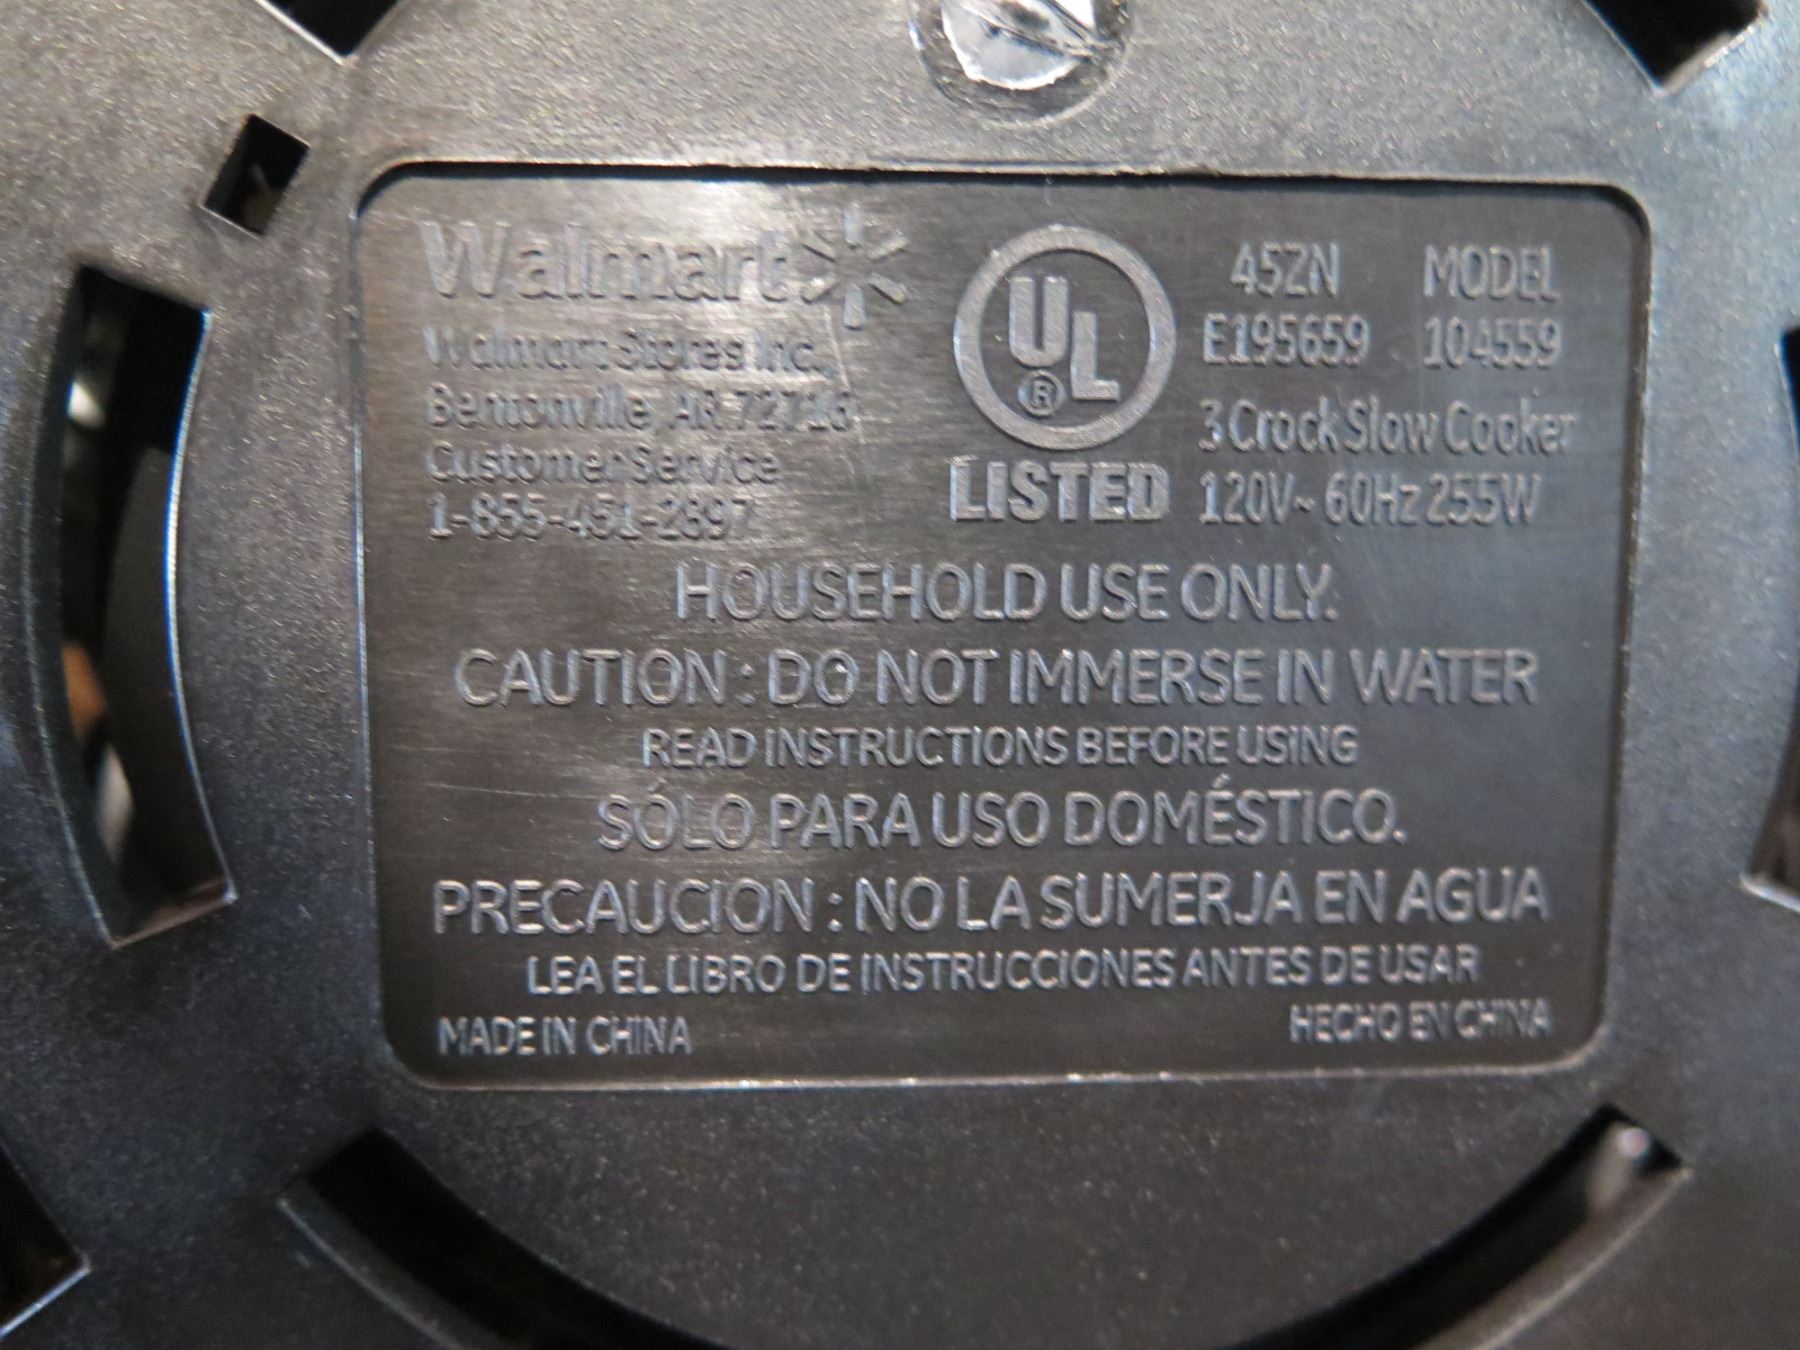 Walmart
Walmart Stores Inc.,
Bentonville, AR 72716
Customer Service
1-855-451-2897
UL
®
LISTED
45ZN MODEL
E195659 104559
3 Crock Slow Cooker
120V~ 60Hz 255W
HOUSEHOLD USE ONLY.
CAUTION : DO NOT IMMERSE IN WATER
READ INSTRUCTIONS BEFORE USING
SÓLO PARA USO DOMÉSTICO.
PRECAUCION : NO LA SUMERJA EN AGUA
LEA EL LIBRO DE INSTRUCCIONES ANTES DE USAR
MADE IN CHINA HECHO EN CHINA